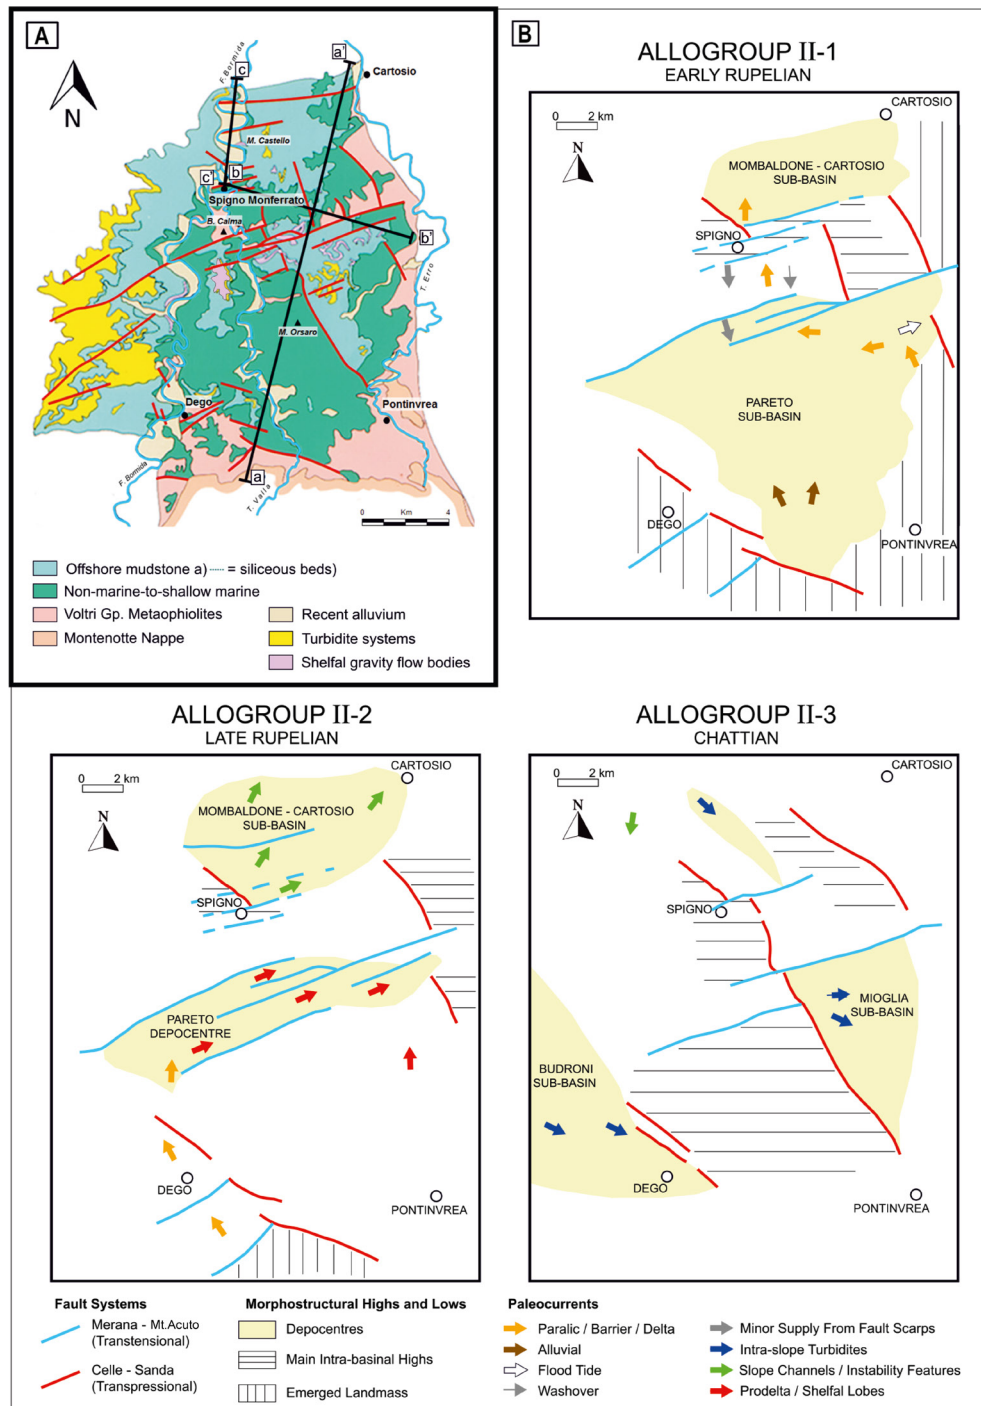 A
F. Bormida
c
a'
Cartosio
N
M. Castello
c'
b
Spigno Monferrato
B. Calma
b'
T. Erro
M. Orsaro
Dego
Pontinvrea
F. Bormida
a
T. Valla
0 Km 4
Offshore mudstone a) ------ = siliceous beds)
Non-marine-to-shallow marine
Voltri Gp. Metaophiolites
Montenotte Nappe
Recent alluvium
Turbidite systems
Shelfal gravity flow bodies
B
ALLOGROUP II-1
EARLY RUPELIAN
0 2 km
N
CARTOSIO
MOMBALDONE - CARTOSIO
SUB-BASIN
SPIGNO
PARETO
SUB-BASIN
DEGO
PONTINVREA
ALLOGROUP II-2
LATE RUPELIAN
0 2 km
N
CARTOSIO
MOMBALDONE - CARTOSIO
SUB-BASIN
SPIGNO
PARETO
DEPOCENTRE
DEGO
PONTINVREA
ALLOGROUP II-3
CHATTIAN
0 2 km
N
CARTOSIO
SPIGNO
MIOGLIA
SUB-BASIN
BUDRONI
SUB-BASIN
DEGO
PONTINVREA
Fault Systems
Merana - Mt.Acuto
(Transtensional)
Celle - Sanda
(Transpressional)
Morphostructural Highs and Lows
Depocentres
Main Intra-basinal Highs
Emerged Landmass
Paleocurrents
Paralic / Barrier / Delta
Alluvial
Flood Tide
Washover
Minor Supply From Fault Scarps
Intra-slope Turbidites
Slope Channels / Instability Features
Prodelta / Shelfal Lobes